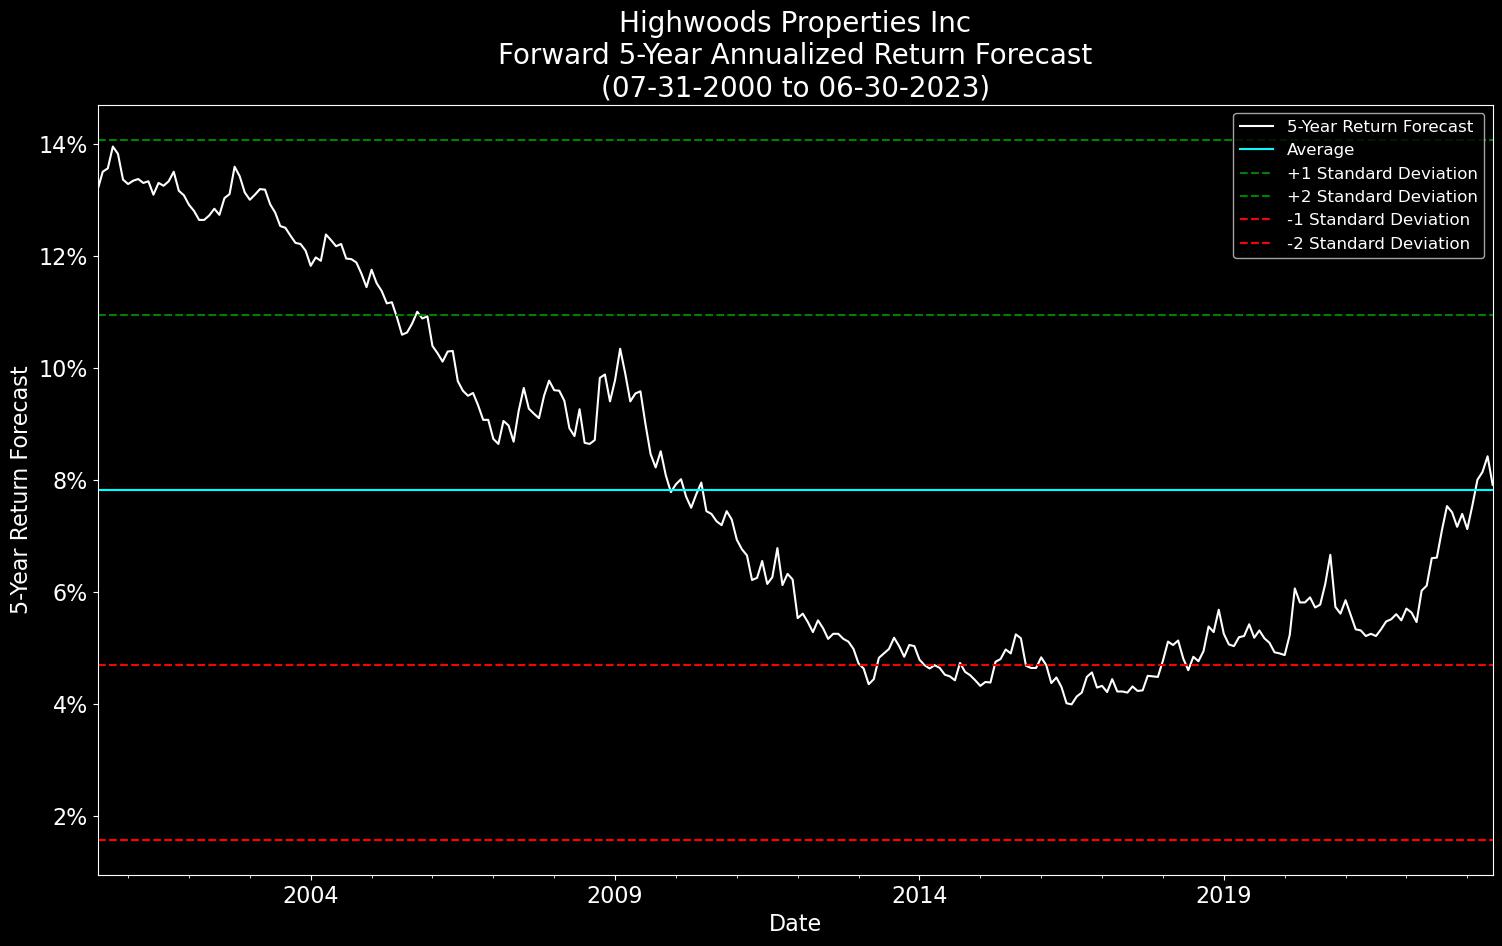 Highwoods Properties Inc
Forward 5-Year Annualized Return Forecast
(07-31-2000 to 06-30-2023)
5-Year Return Forecast
Average
+1 Standard Deviation
+2 Standard Deviation
-1 Standard Deviation
-2 Standard Deviation
14%
12%
10%
8%
6%
4%
2%
5-Year Return Forecast
2004 2009 2014 2019
Date